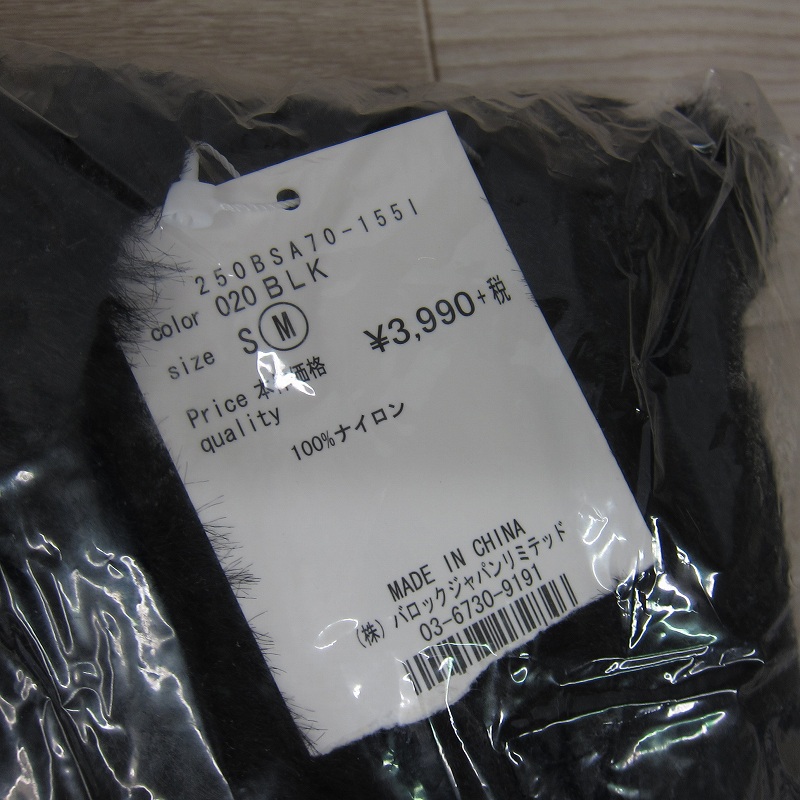 250BSA70-1551
color 020 BLK
size S M
Price 本体価格 ¥3,990+税
quality
100%ナイロン
MADE IN CHINA
(株)バロックジャパンリミテッド
03-6730-9191